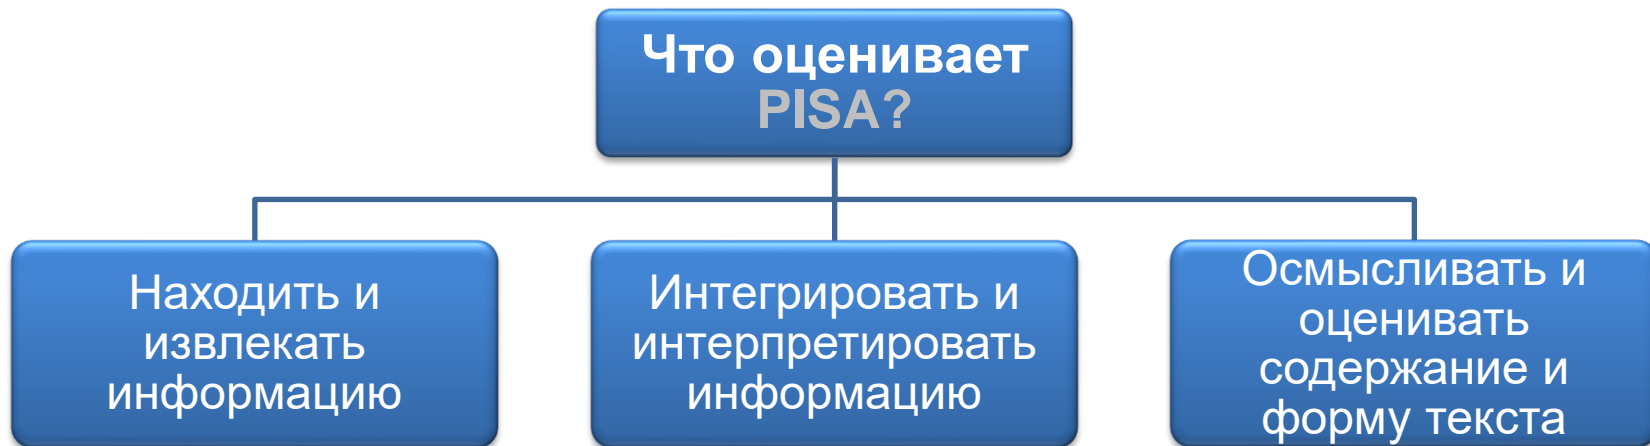 Что оценивает
PISA?
Находить и
извлекать
информацию
Интегрировать и
интерпретировать
информацию
Осмысливать и
оценивать
содержание и
форму текста